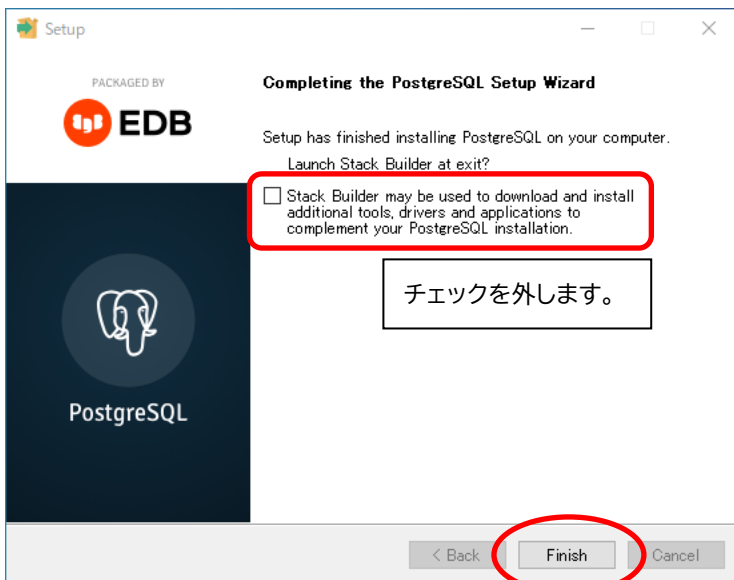 Setup
PACKAGED BY
EDB
Completing the PostgreSQL Setup Wizard
Setup has finished installing PostgreSQL on your computer.
Launch Stack Builder at exit?
Stack Builder may be used to download and install
additional tools, drivers and applications to
complement your PostgreSQL installation.
チェックを外します。
PostgreSQL
< Back
Finish
Cancel